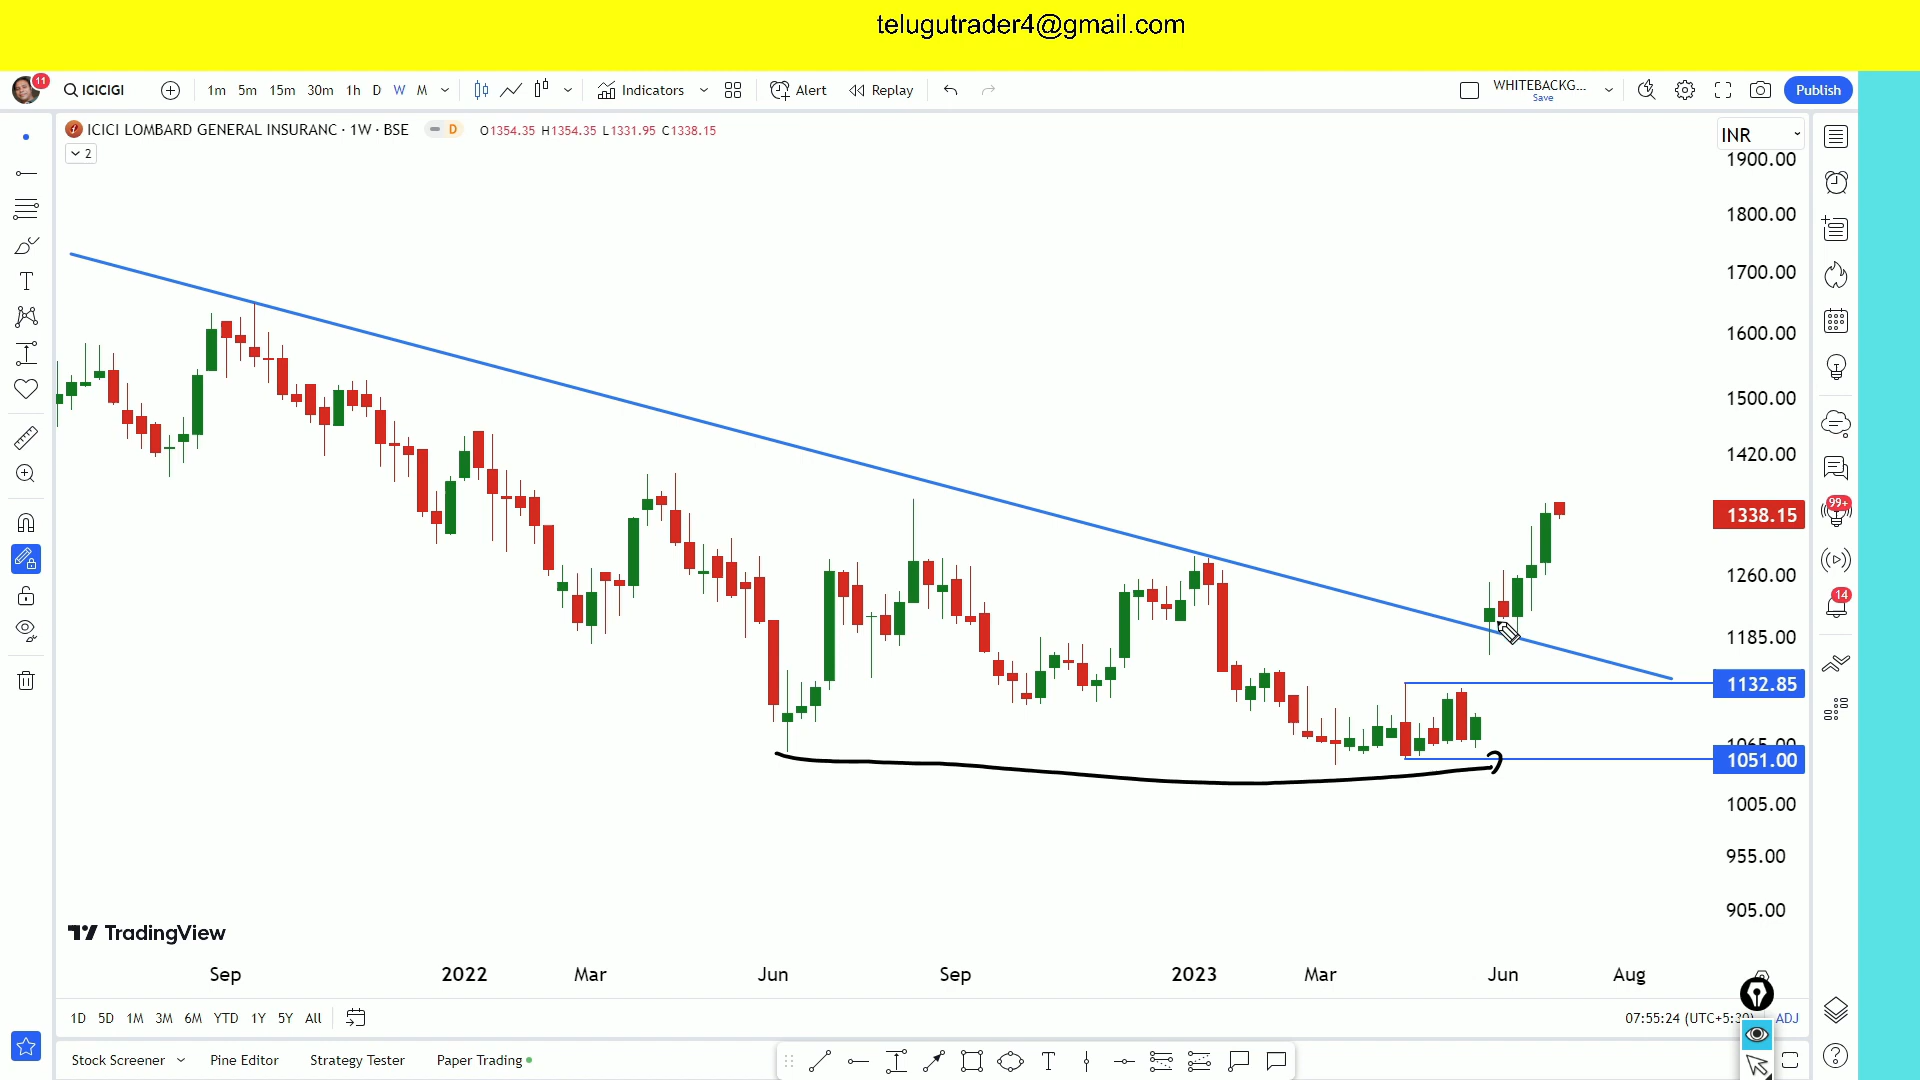 telugutrader4@gmail.com
11
ICICIGI 1m 5m 15m 30m 1h D W M Indicators Alert Replay WHITEBACKG... Save Publish
ICICI LOMBARD GENERAL INSURANC · 1W · BSE D O1354.35 H1354.35 L1331.95 C1338.15 INR
2
1900.00
1800.00
1700.00
1600.00
1500.00
1420.00
99+
1338.15
1260.00
14
1185.00
1132.85
1051.00
1005.00
955.00
905.00
TradingView
Sep 2022 Mar Jun Sep 2023 Mar Jun Aug
1D 5D 1M 3M 6M YTD 1Y 5Y All 07:55:24 (UTC+5:30) ADJ
Stock Screener Pine Editor Strategy Tester Paper Trading